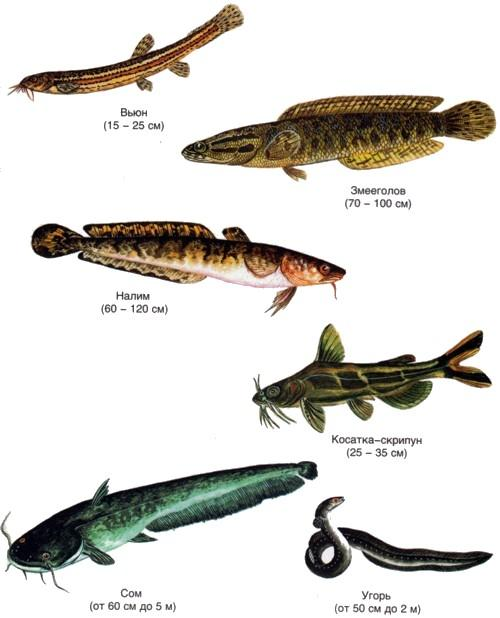 Вьюн
(15 – 25 см)
Змееголов
(70 – 100 см)
Налим
(60 – 120 см)
Косатка-скрипун
(25 – 35 см)
Сом
(от 60 см до 5 м)
Угорь
(от 50 см до 2 м)